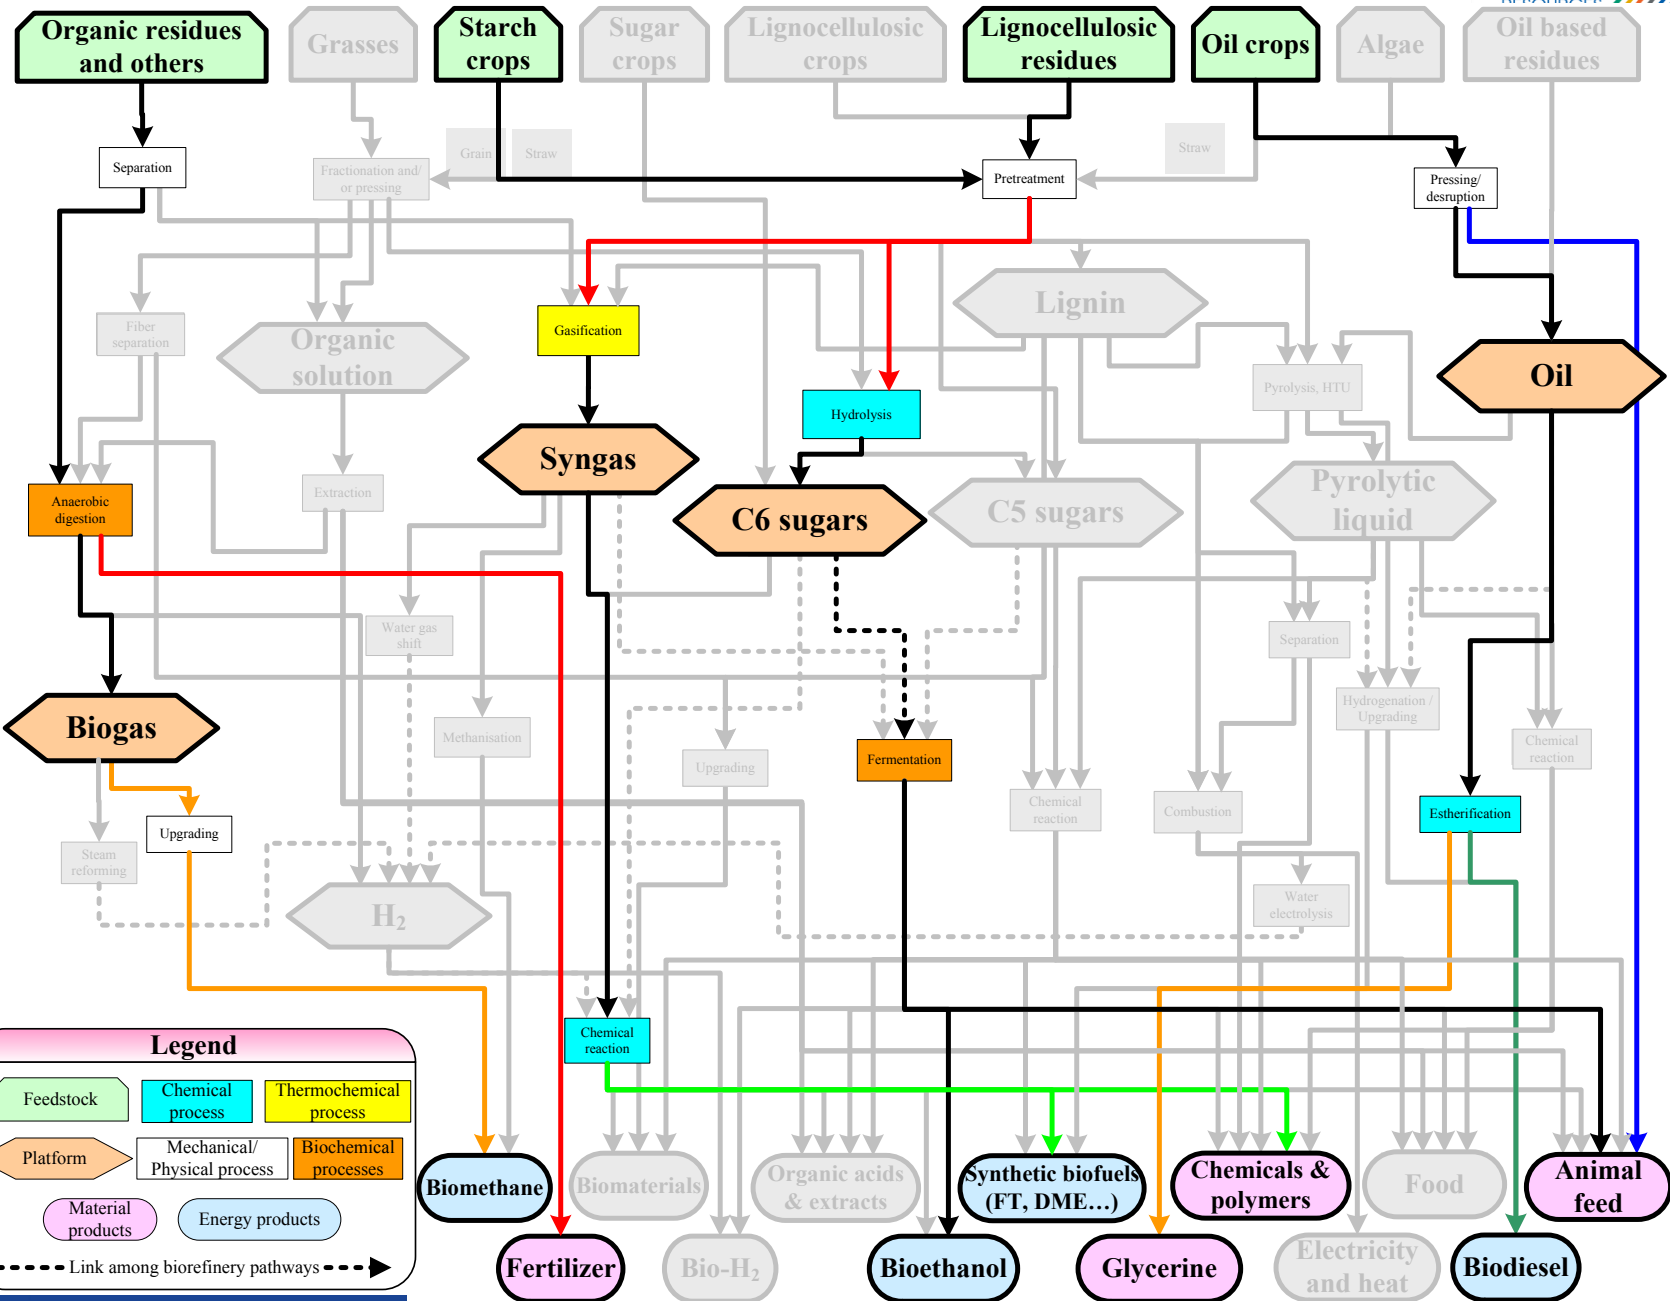 RESOURCES
Organic residues
and others
Grasses
Starch
crops
Sugar
crops
Lignocellulosic
crops
Lignocellulosic
residues
Oil crops
Algae
Oil based
residues
Separation
Fractionation and/
or pressing
Grain
Straw
Pretreatment
Straw
Pressing/
desruption
Fiber
separation
Organic
solution
Gasification
Lignin
Hydrolysis
Pyrolysis, HTU
Oil
Syngas
C6 sugars
C5 sugars
Pyrolytic
liquid
Anaerobic
digestion
Extraction
Water gas
shift
Separation
Biogas
Methanisation
Upgrading
Fermentation
Hydrogenation /
Upgrading
Chemical
reaction
Upgrading
Steam
reforming
Chemical
reaction
Combustion
Estherification
H2
Water
electrolysis
Chemical
reaction
Legend
Feedstock
Chemical
process
Thermochemical
process
Platform
Mechanical/
Physical process
Biochemical
processes
Material
products
Energy products
Link among biorefinery pathways
Biomethane
Biomaterials
Organic acids
& extracts
Synthetic biofuels
(FT, DME…)
Chemicals &
polymers
Food
Animal
feed
Fertilizer
Bio-H2
Bioethanol
Glycerine
Electricity
and heat
Biodiesel